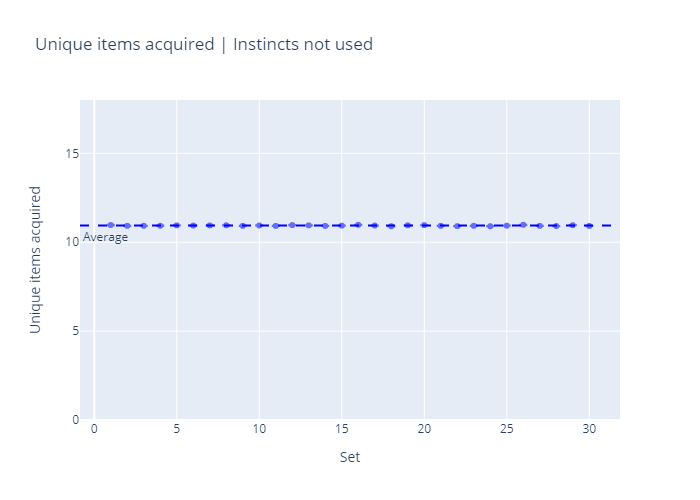 Unique items acquired | Instincts not used
Unique items acquired
15
10
5
0
Average
0 5 10 15 20 25 30
Set